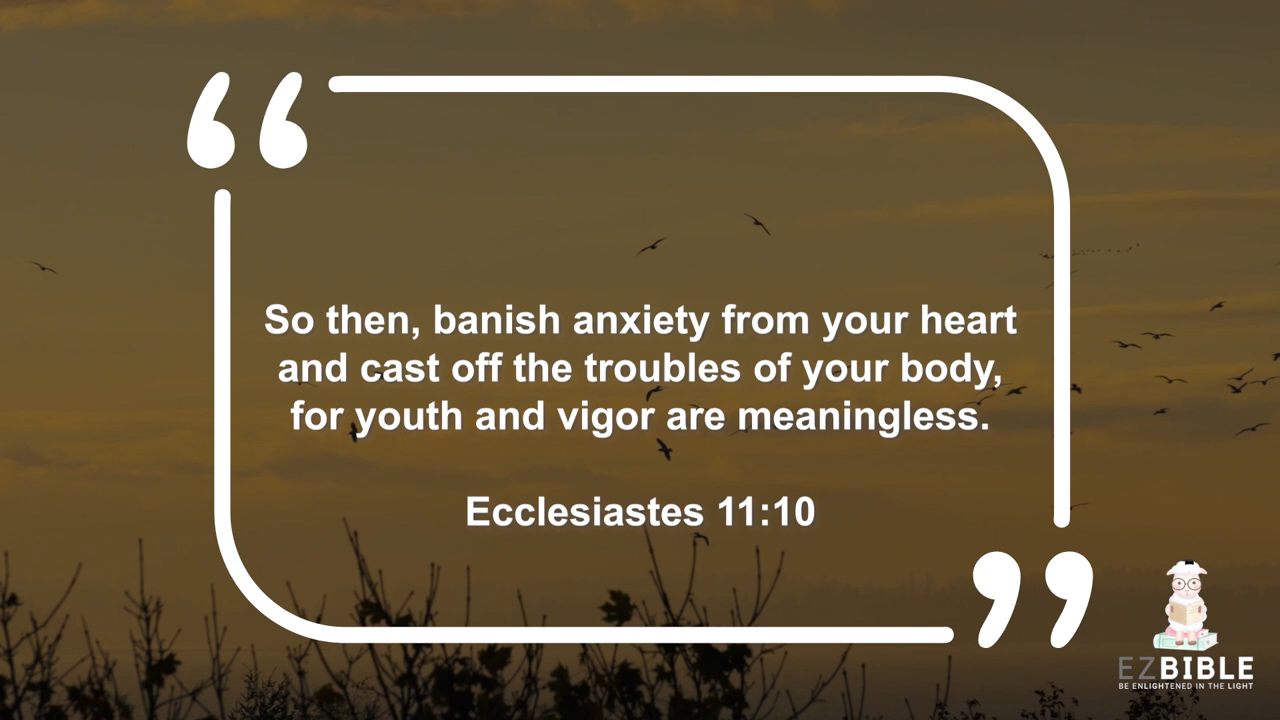 So then, banish anxiety from your heart
and cast off the troubles of your body,
for youth and vigor are meaningless.
Ecclesiastes 11:10
EZBIBLE
BE ENLIGHTENED IN THE LIGHT